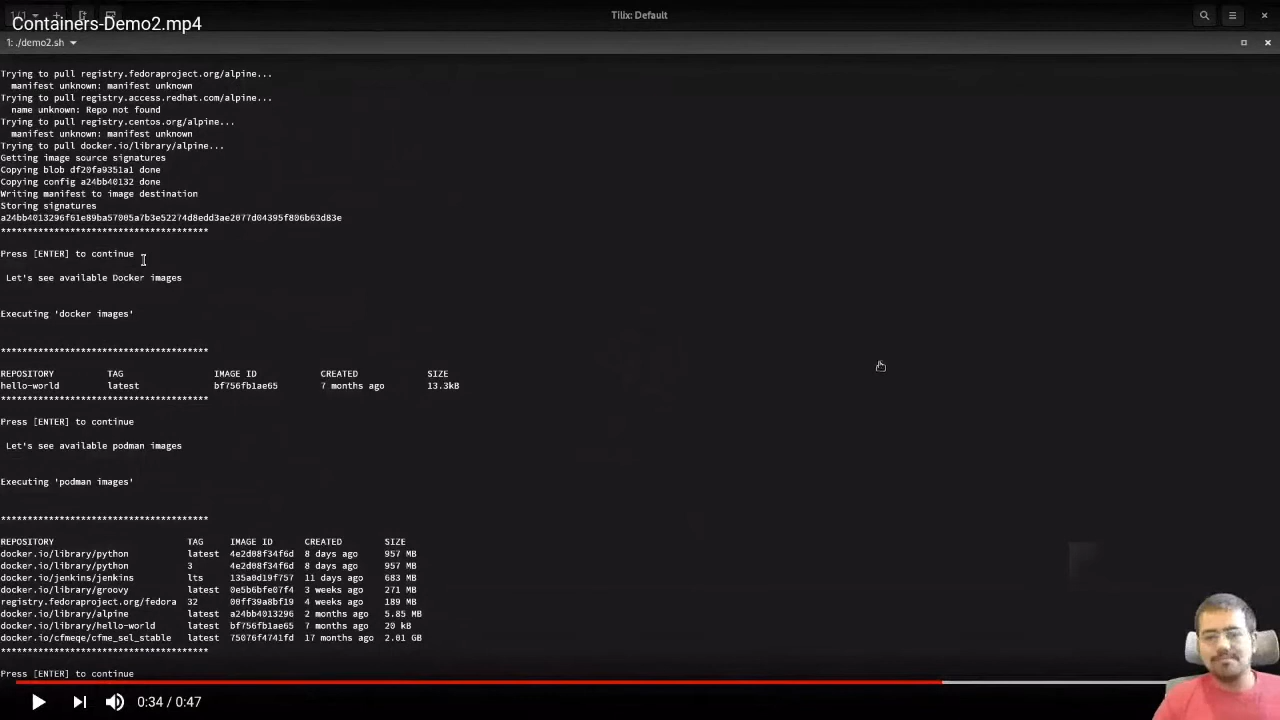 Containers-Demo2.mp4
Tilix: Default
1: ./demo2.sh
Trying to pull registry.fedoraproject.org/alpine...
manifest unknown: manifest unknown
Trying to pull registry.access.redhat.com/alpine...
name unknown: Repo not found
Trying to pull registry.centos.org/alpine...
manifest unknown: manifest unknown
Trying to pull docker.io/library/alpine...
Getting image source signatures
Copying blob df20fa9351a1 done
Copying config a24bb40132 done
Writing manifest to image destination
Storing signatures
a24bb4013296f61e89ba57005a7b3e52274d8edd3ae2077d04395f806b63d83e
***************************************
Press [ENTER] to continue
Let's see available Docker images
Executing 'docker images'
***************************************
REPOSITORY TAG IMAGE ID CREATED SIZE
hello-world latest bf756fb1ae65 7 months ago 13.3kB
***************************************
Press [ENTER] to continue
Let's see available podman images
Executing 'podman images'
***************************************
REPOSITORY TAG IMAGE ID CREATED SIZE
docker.io/library/python latest 4e2d08f34f6d 8 days ago 957 MB
docker.io/library/python 3 4e2d08f34f6d 8 days ago 957 MB
docker.io/jenkins/jenkins lts 135a0d19f757 11 days ago 683 MB
docker.io/library/groovy latest 0e5b6bfe07f4 3 weeks ago 271 MB
registry.fedoraproject.org/fedora 32 00ff39a8bf19 4 weeks ago 189 MB
docker.io/library/alpine latest a24bb4013296 2 months ago 5.85 MB
docker.io/library/hello-world latest bf756fb1ae65 7 months ago 20 kB
docker.io/cfmeqe/cfme_sel_stable latest 75076f4741fd 17 months ago 2.01 GB
***************************************
Press [ENTER] to continue
0:34 / 0:47